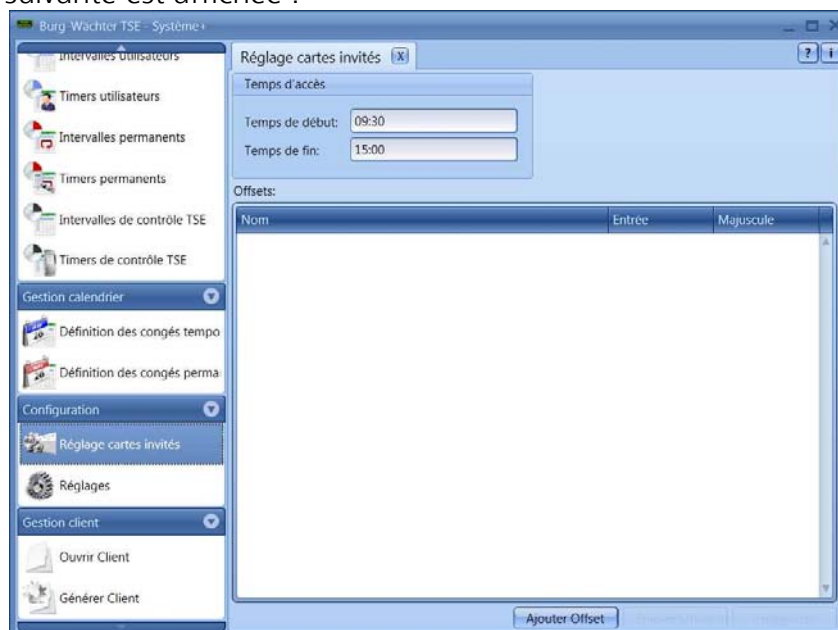 suivante est affichée :
Burg-Wächter TSE - Système
Intervalles utilisateurs
Timers utilisateurs
Intervalles permanents
Timers permanents
Intervalles de contrôle TSE
Timers de contrôle TSE
Gestion calendrier
Définition des congés tempo
Définition des congés perma
Configuration
Réglage cartes invités
Réglages
Gestion client
Ouvrir Client
Générer Client
Réglage cartes invités X
? i
Temps d'accès
Temps de début: 09:30
Temps de fin: 15:00
Offsets:
Nom Entrée Majuscule
Ajouter Offset